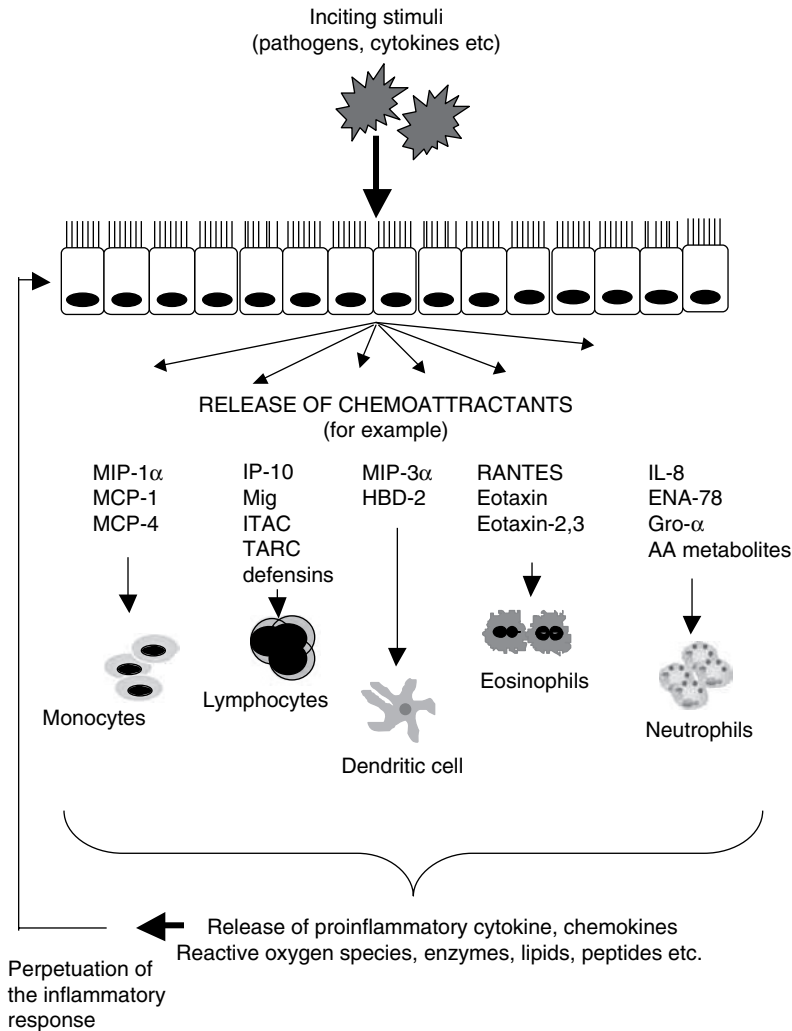 Inciting stimuli
(pathogens, cytokines etc)
RELEASE OF CHEMOATTRACTANTS
(for example)
MIP-1α
MCP-1
MCP-4
Monocytes
IP-10
Mig
ITAC
TARC
defensins
Lymphocytes
MIP-3α
HBD-2
Dendritic cell
RANTES
Eotaxin
Eotaxin-2,3
Eosinophils
IL-8
ENA-78
Gro-α
AA metabolites
Neutrophils
Release of proinflammatory cytokine, chemokines
Reactive oxygen species, enzymes, lipids, peptides etc.
Perpetuation of
the inflammatory
response